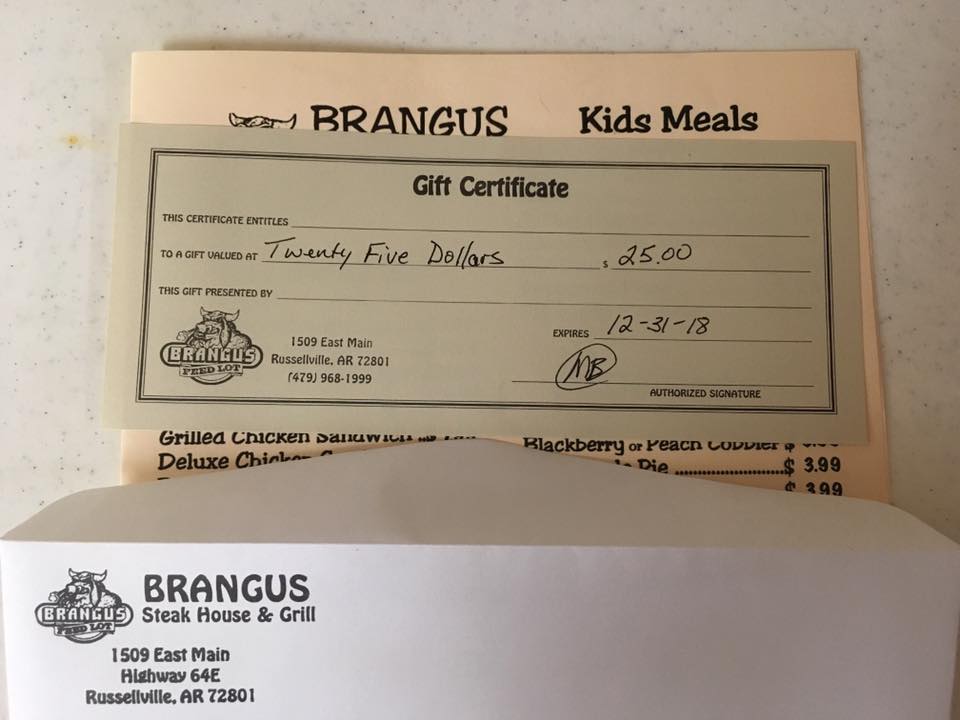 BRANGUS
Kids Meals
Gift Certificate
THIS CERTIFICATE ENTITLES
TO A GIFT VALUED AT Twenty Five Dollars $ 25.00
THIS GIFT PRESENTED BY
BRANGUS
FEED LOT
1509 East Main
Russellville, AR 72801
(479) 968-1999
EXPIRES 12-31-18
MB
AUTHORIZED SIGNATURE
Grilled Chicken Sandwich
Deluxe
Blackberry or Peach Cobbler $
Pie ........................$ 3.99
$ 3.99
BRANGUS
FEED LOT
BRANGUS
Steak House & Grill
1509 East Main
Highway 64E
Russellville, AR 72801